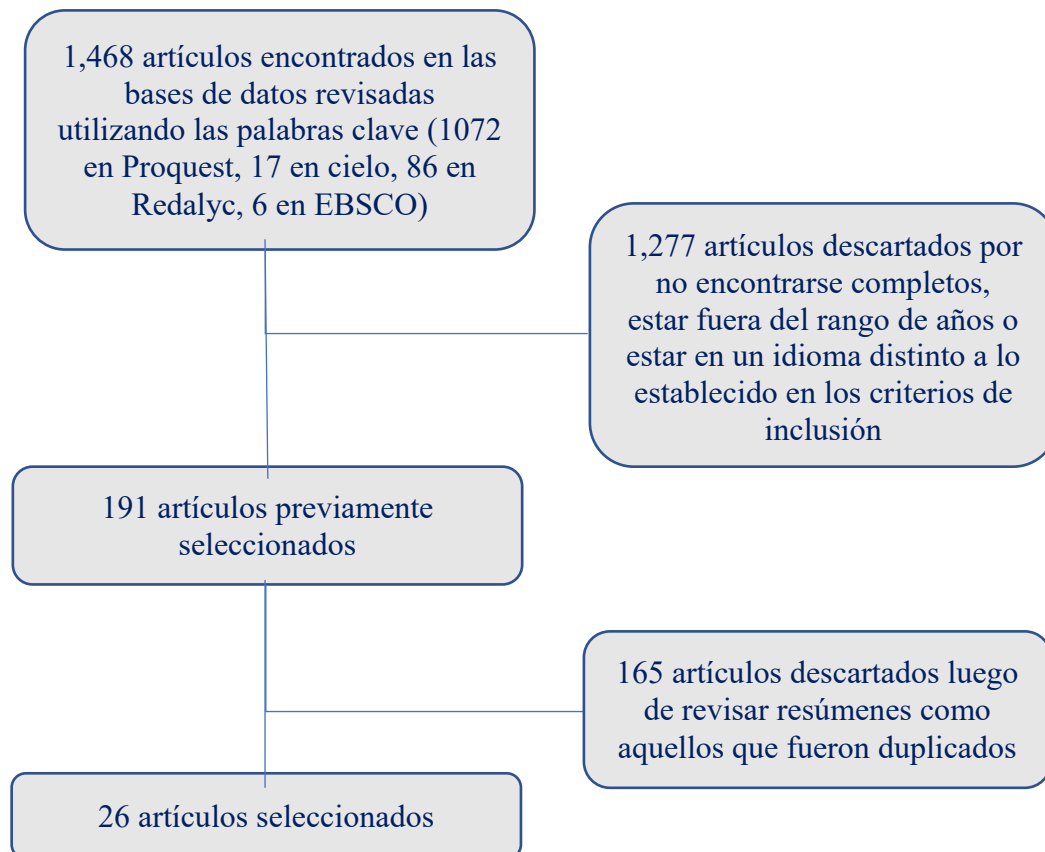 1,468 artículos encontrados en las
bases de datos revisadas
utilizando las palabras clave (1072
en Proquest, 17 en cielo, 86 en
Redalyc, 6 en EBSCO)
1,277 artículos descartados por
no encontrarse completos,
estar fuera del rango de años o
estar en un idioma distinto a lo
establecido en los criterios de
inclusión
191 artículos previamente
seleccionados
165 artículos descartados luego
de revisar resúmenes como
aquellos que fueron duplicados
26 artículos seleccionados